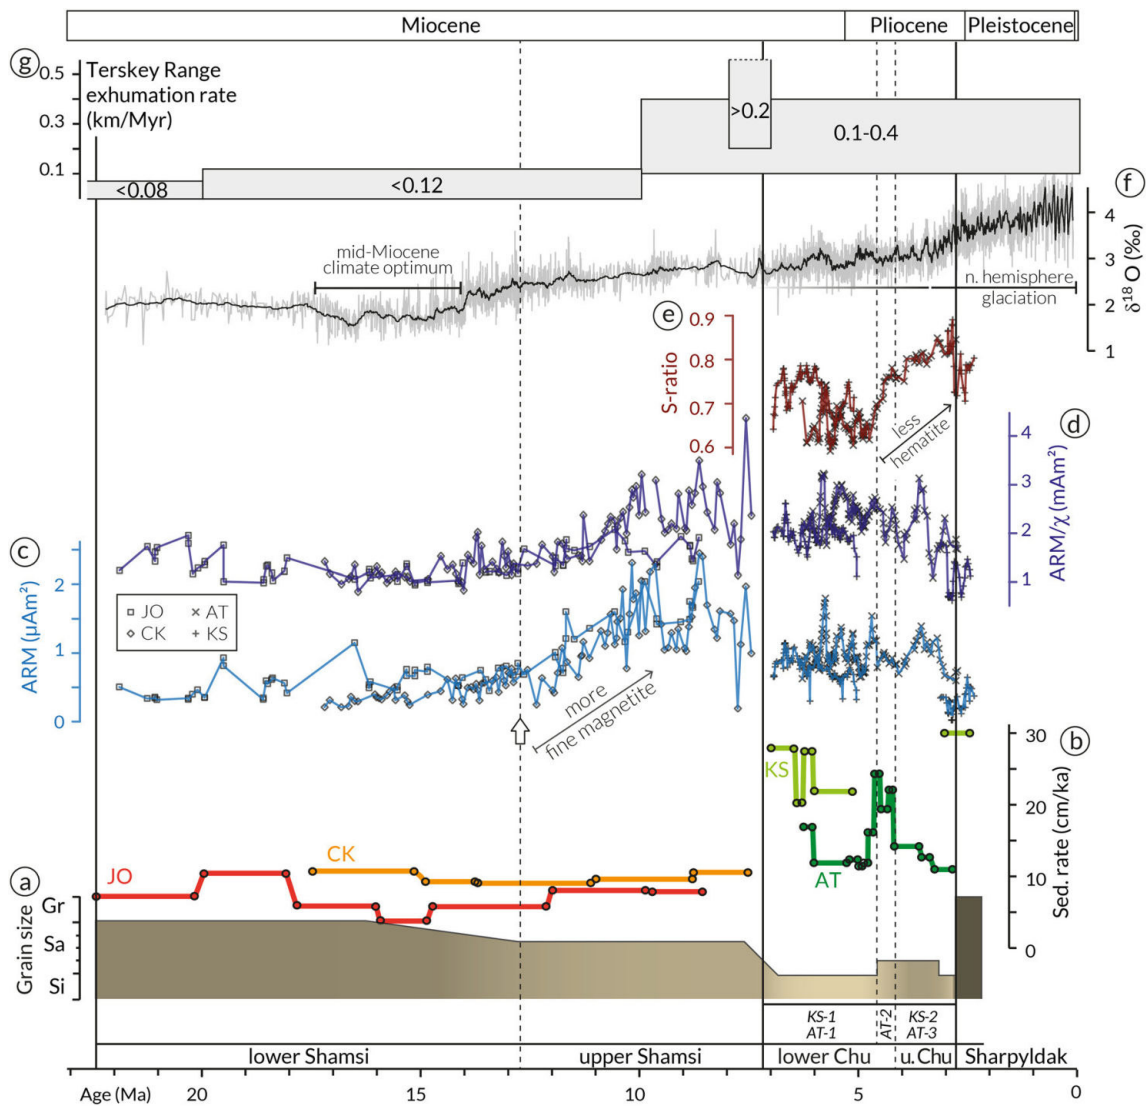 Miocene Pliocene Pleistocene
g
0.5
0.3
0.1
Terskey Range
exhumation rate
(km/Myr)
<0.08
<0.12
>0.2
0.1-0.4
f
4
3
2
1
δ18 O (‰)
mid-Miocene
climate optimum
n. hemisphere
glaciation
e
0.9
0.8
0.7
0.6
S-ratio
less
hematite
d
4
3
2
1
ARM/χ (mAm²)
c
2
1
0
ARM (µAm²)
JO AT
CK KS
more
fine magnetite
b
30
20
10
0
Sed. rate (cm/ka)
KS
AT
CK
JO
a
Gr
Sa
Si
Grain size
KS-1 AT-2 KS-2
AT-1 AT-3
lower Shamsi upper Shamsi lower Chu u. Chu Sharpyldak
Age (Ma) 20 15 10 5 0